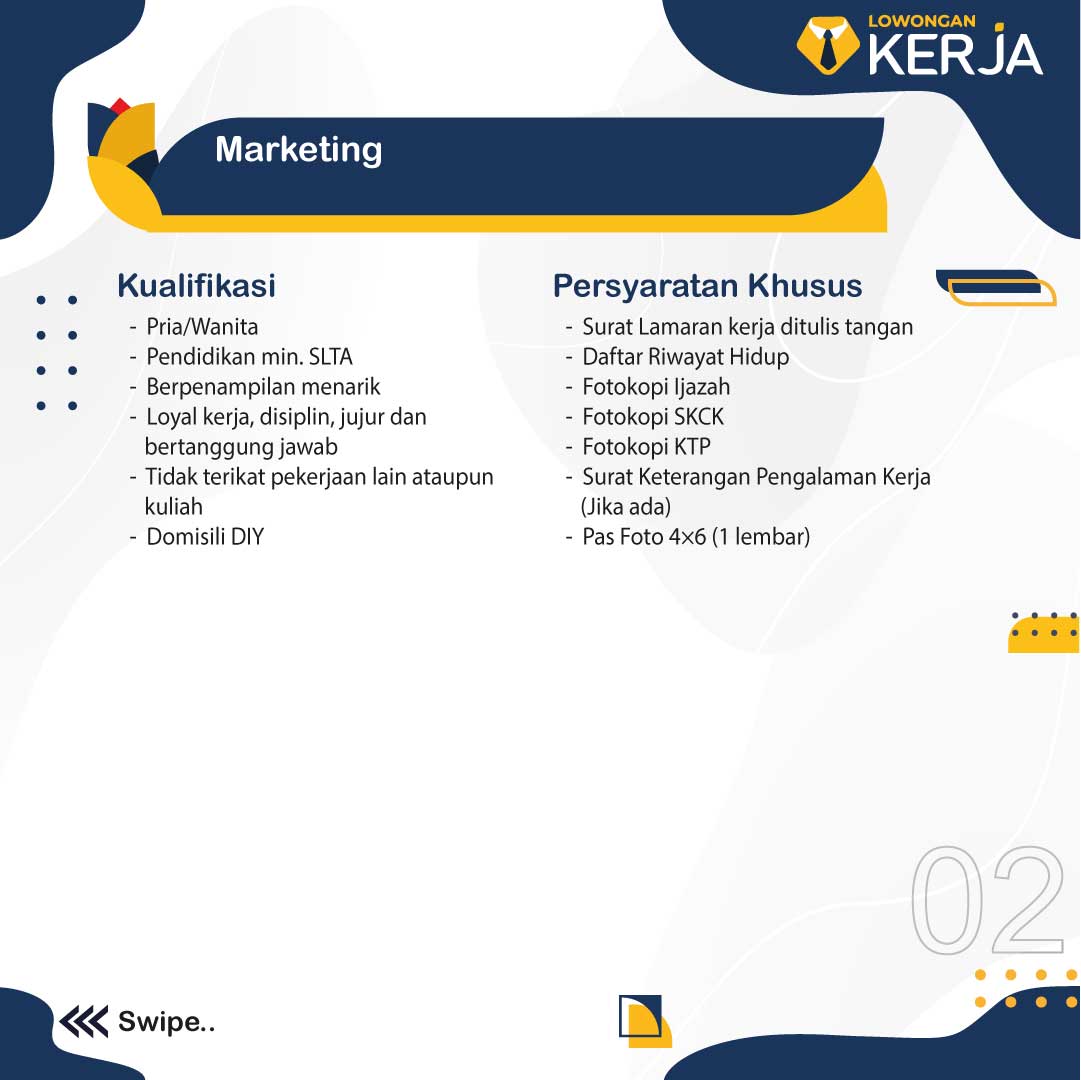 LOWONGAN
KERJA
Marketing
Kualifikasi
- Pria/Wanita
- Pendidikan min. SLTA
- Berpenampilan menarik
- Loyal kerja, disiplin, jujur dan
bertanggung jawab
- Tidak terikat pekerjaan lain ataupun
kuliah
- Domisili DIY
Persyaratan Khusus
- Surat Lamaran kerja ditulis tangan
- Daftar Riwayat Hidup
- Fotokopi Ijazah
- Fotokopi SKCK
- Fotokopi KTP
- Surat Keterangan Pengalaman Kerja
(Jika ada)
- Pas Foto 4×6 (1 lembar)
02
Swipe..